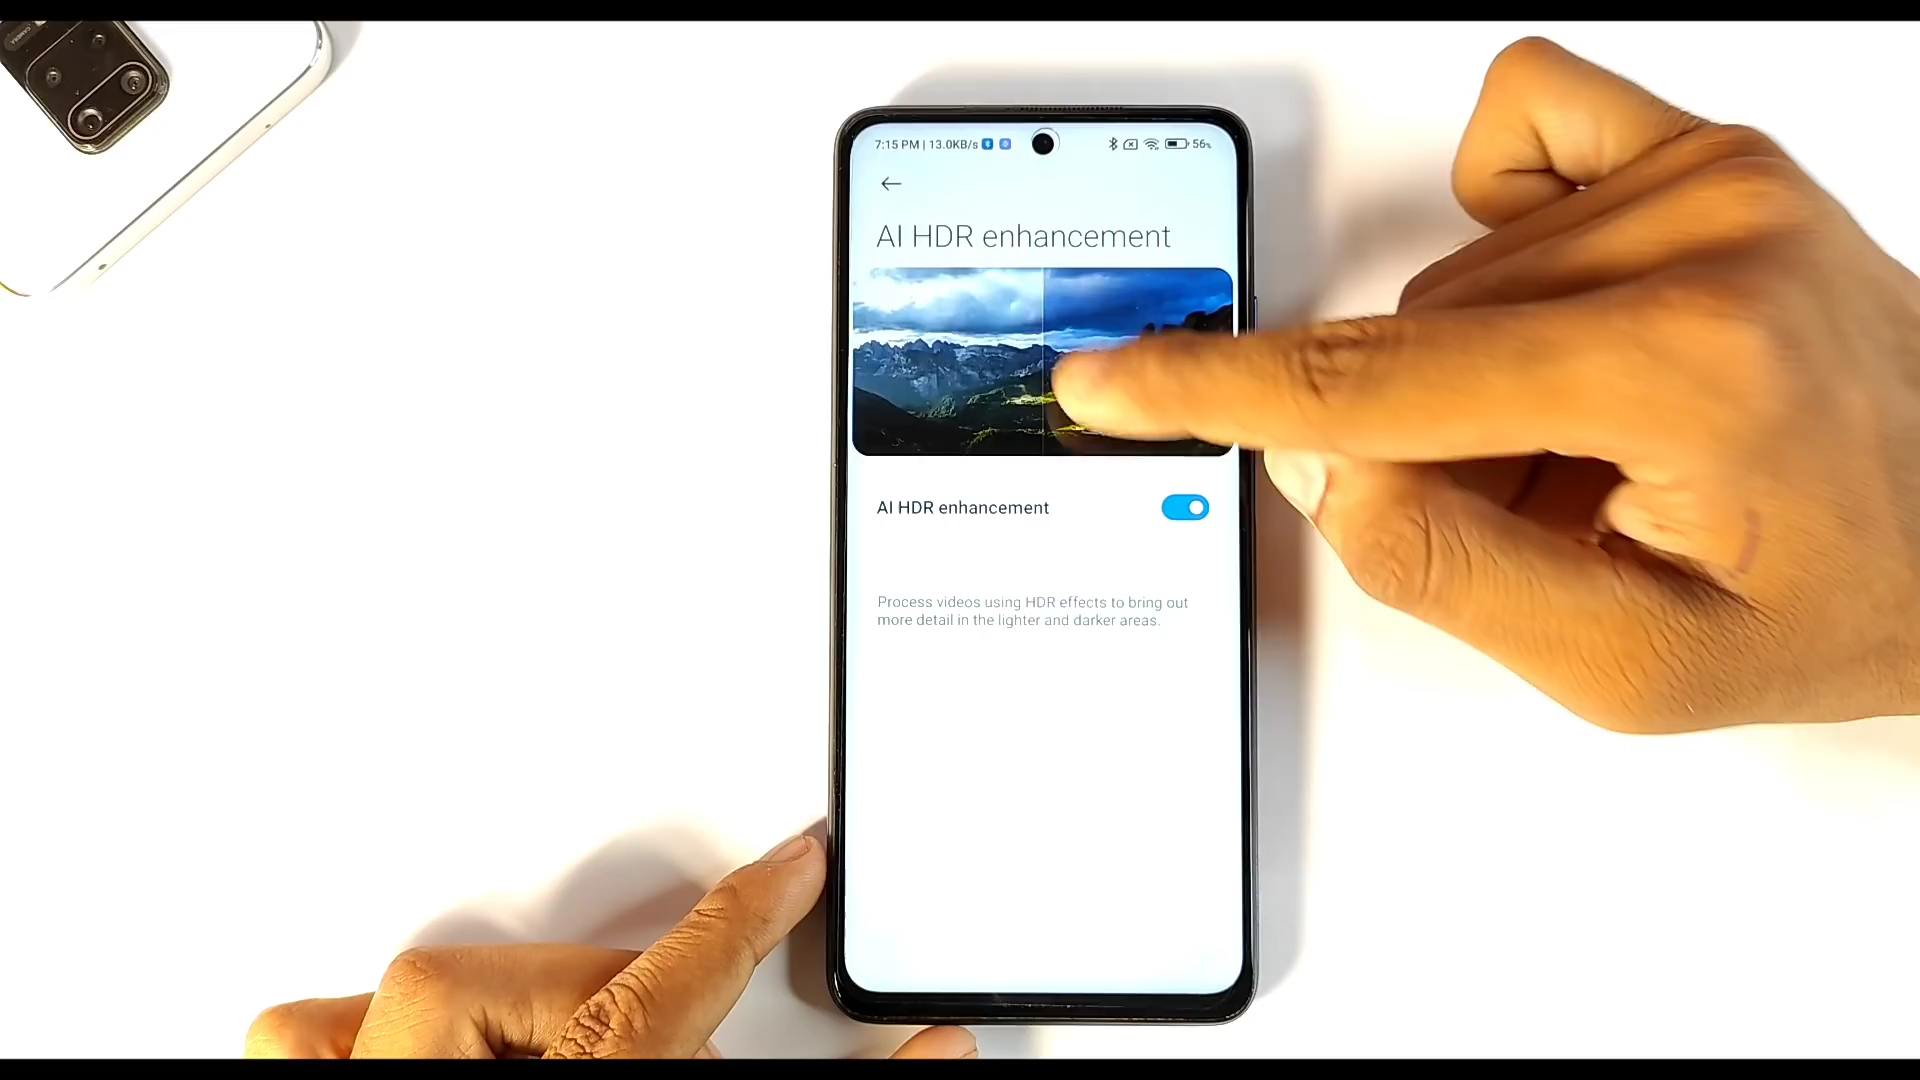 7:15 PM | 13.0KB/s
56%
AI HDR enhancement
AI HDR enhancement
Process videos using HDR effects to bring out
more detail in the lighter and darker areas.